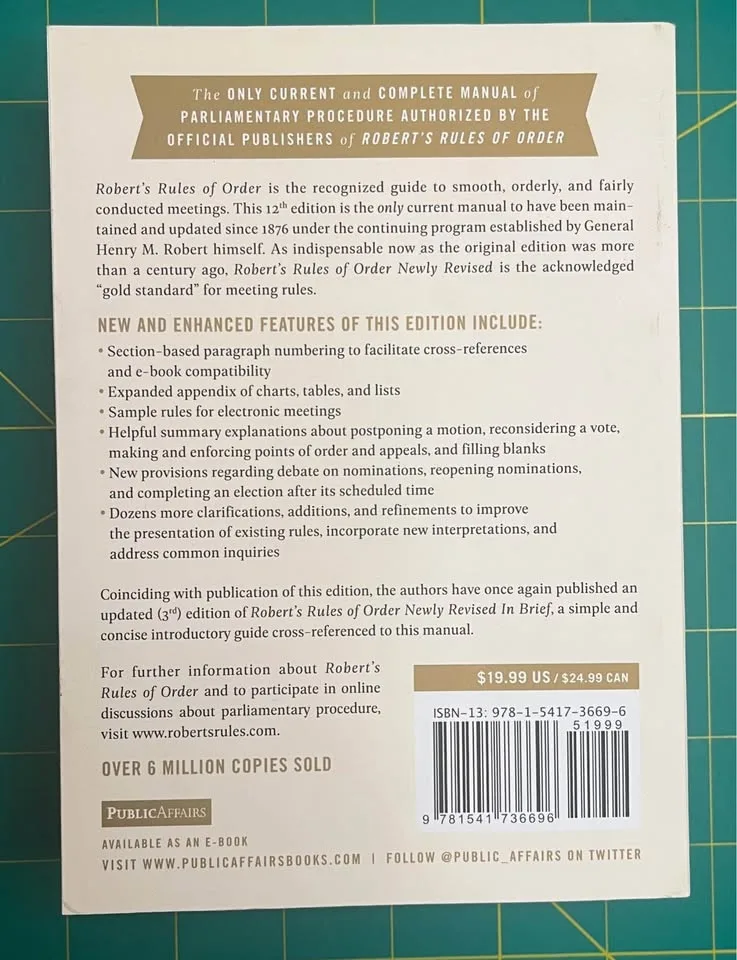 The ONLY CURRENT and COMPLETE MANUAL of
PARLIAMENTARY PROCEDURE AUTHORIZED BY THE
OFFICIAL PUBLISHERS of ROBERT'S RULES OF ORDER
Robert's Rules of Order is the recognized guide to smooth, orderly, and fairly
conducted meetings. This 12th edition is the only current manual to have been main-
tained and updated since 1876 under the continuing program established by General
Henry M. Robert himself. As indispensable now as the original edition was more
than a century ago, Robert's Rules of Order Newly Revised is the acknowledged
“gold standard” for meeting rules.
NEW AND ENHANCED FEATURES OF THIS EDITION INCLUDE:
• Section-based paragraph numbering to facilitate cross-references
and e-book compatibility
• Expanded appendix of charts, tables, and lists
• Sample rules for electronic meetings
• Helpful summary explanations about postponing a motion, reconsidering a vote,
making and enforcing points of order and appeals, and filling blanks
• New provisions regarding debate on nominations, reopening nominations,
and completing an election after its scheduled time
• Dozens more clarifications, additions, and refinements to improve
the presentation of existing rules, incorporate new interpretations, and
address common inquiries
Coinciding with publication of this edition, the authors have once again published an
updated (3rd) edition of Robert's Rules of Order Newly Revised In Brief, a simple and
concise introductory guide cross-referenced to this manual.
For further information about Robert's
Rules of Order and to participate in online
discussions about parliamentary procedure,
visit www.robertsrules.com.
OVER 6 MILLION COPIES SOLD
$19.99 US / $24.99 CAN
ISBN-13: 978-1-5417-3669-6
51999
9 781541 736696
PUBLICAFFAIRS
AVAILABLE AS AN E-BOOK
VISIT WWW.PUBLICAFFAIRSBOOKS.COM | FOLLOW @PUBLIC_AFFAIRS ON TWITTER